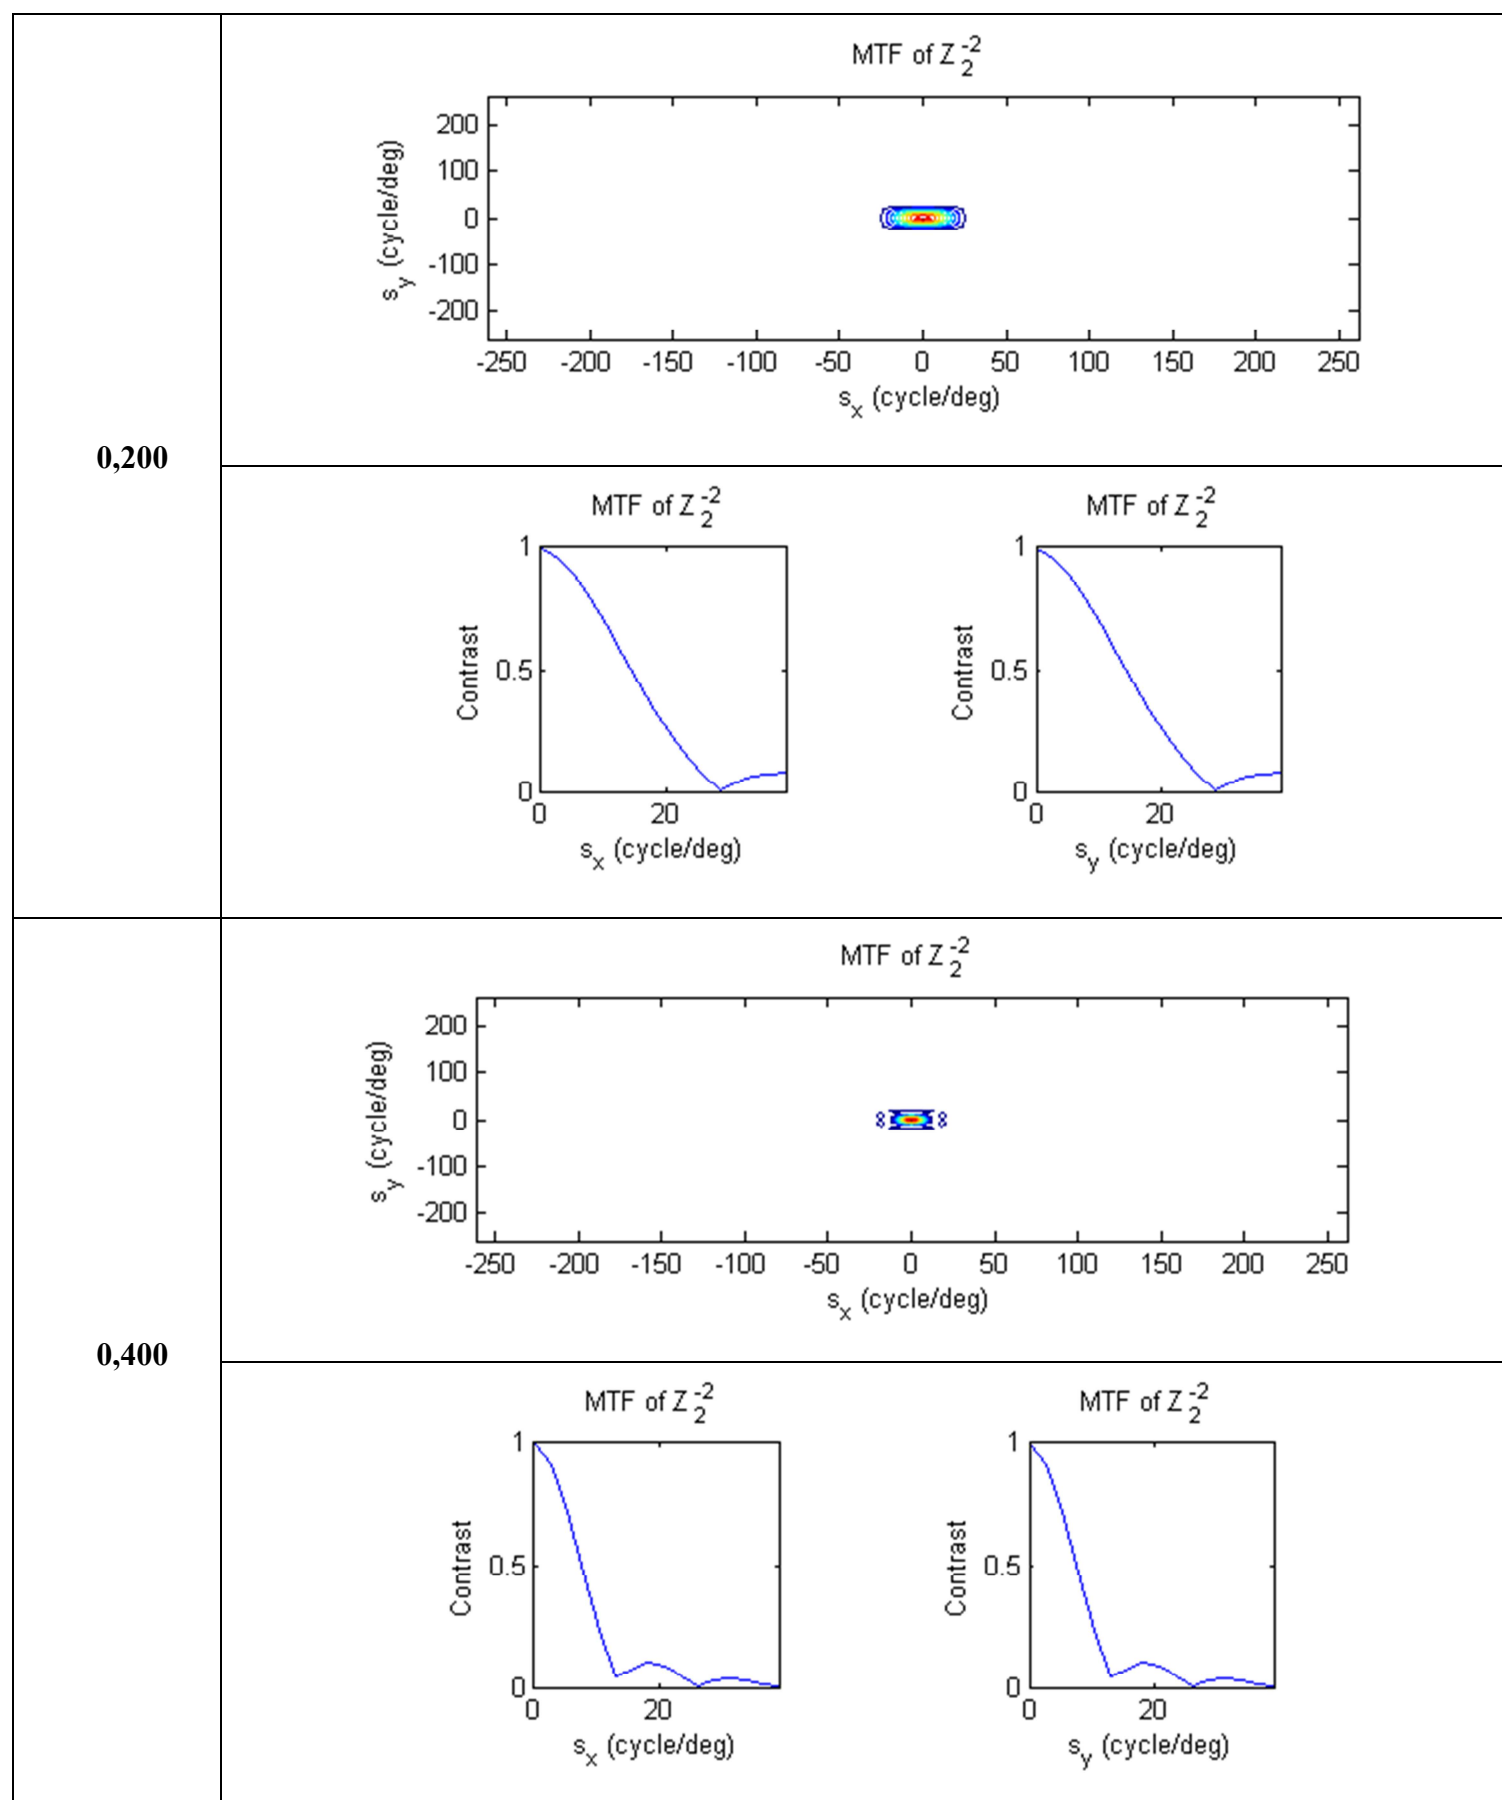 0,200
MTF of Z₂⁻²
s_y (cycle/deg)
200
100
0
-100
-200
-250 -200 -150 -100 -50 0 50 100 150 200 250
s_x (cycle/deg)
MTF of Z₂⁻²
Contrast
1
0.5
0
0 20
s_x (cycle/deg)
MTF of Z₂⁻²
Contrast
1
0.5
0
0 20
s_y (cycle/deg)
0,400
MTF of Z₂⁻²
s_y (cycle/deg)
200
100
0
-100
-200
-250 -200 -150 -100 -50 0 50 100 150 200 250
s_x (cycle/deg)
MTF of Z₂⁻²
Contrast
1
0.5
0
0 20
s_x (cycle/deg)
MTF of Z₂⁻²
Contrast
1
0.5
0
0 20
s_y (cycle/deg)